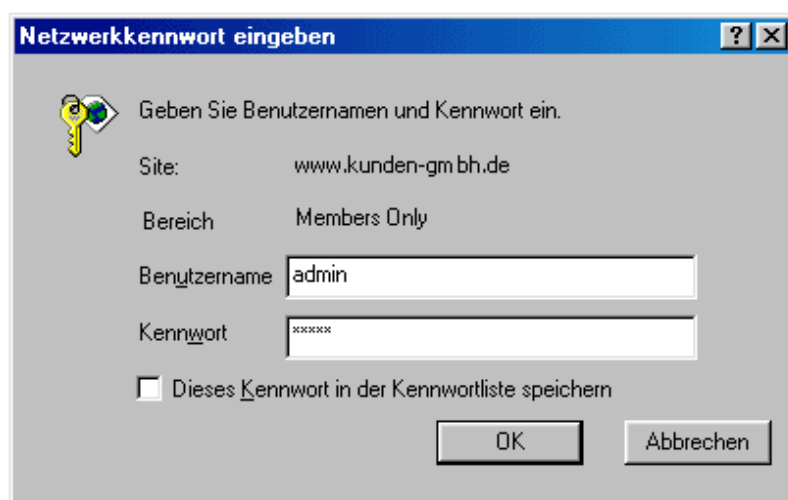 Netzwerkkennwort eingeben
Geben Sie Benutzernamen und Kennwort ein.
Site: www.kunden-gmbh.de
Bereich Members Only
Benutzername admin
Kennwort *****
Dieses Kennwort in der Kennwortliste speichern
OK Abbrechen